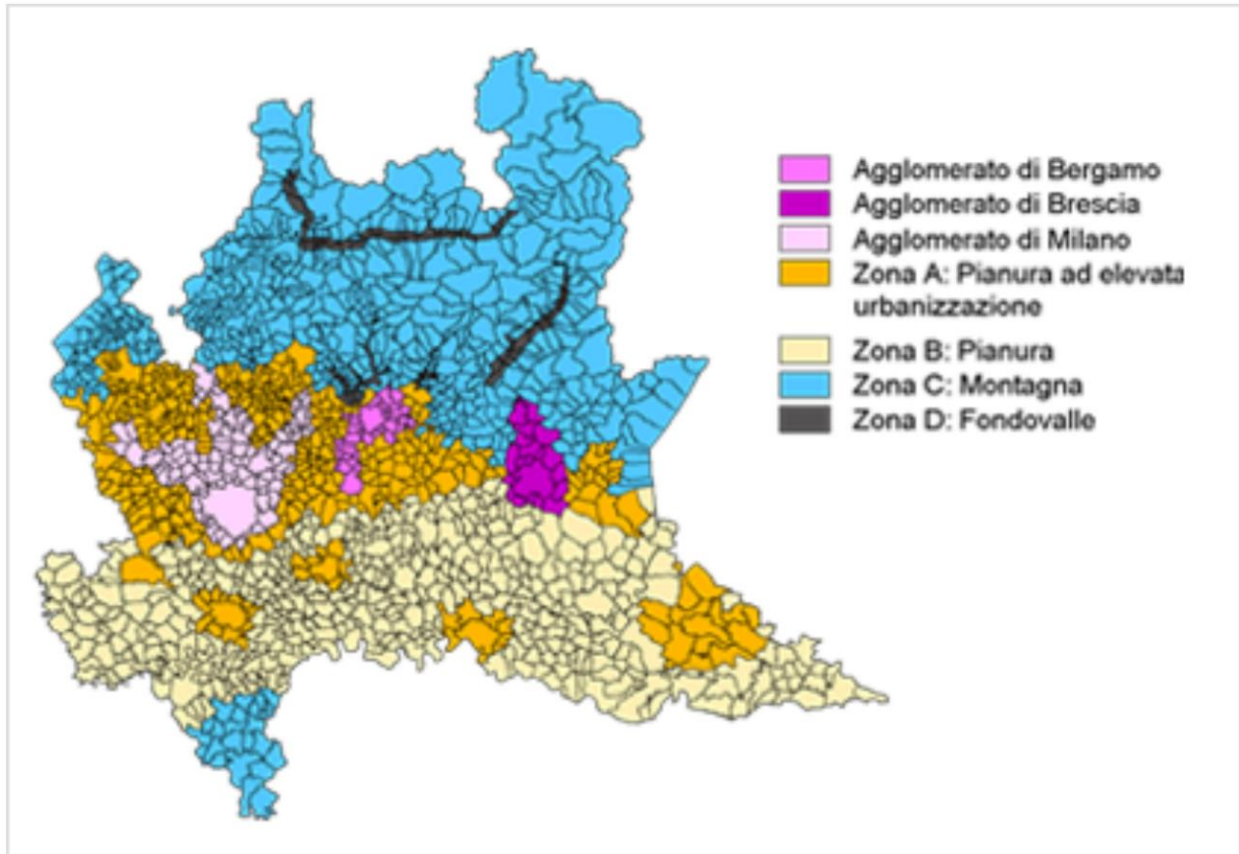 Agglomerato di Bergamo
Agglomerato di Brescia
Agglomerato di Milano
Zona A: Pianura ad elevata
urbanizzazione
Zona B: Pianura
Zona C: Montagna
Zona D: Fondovalle